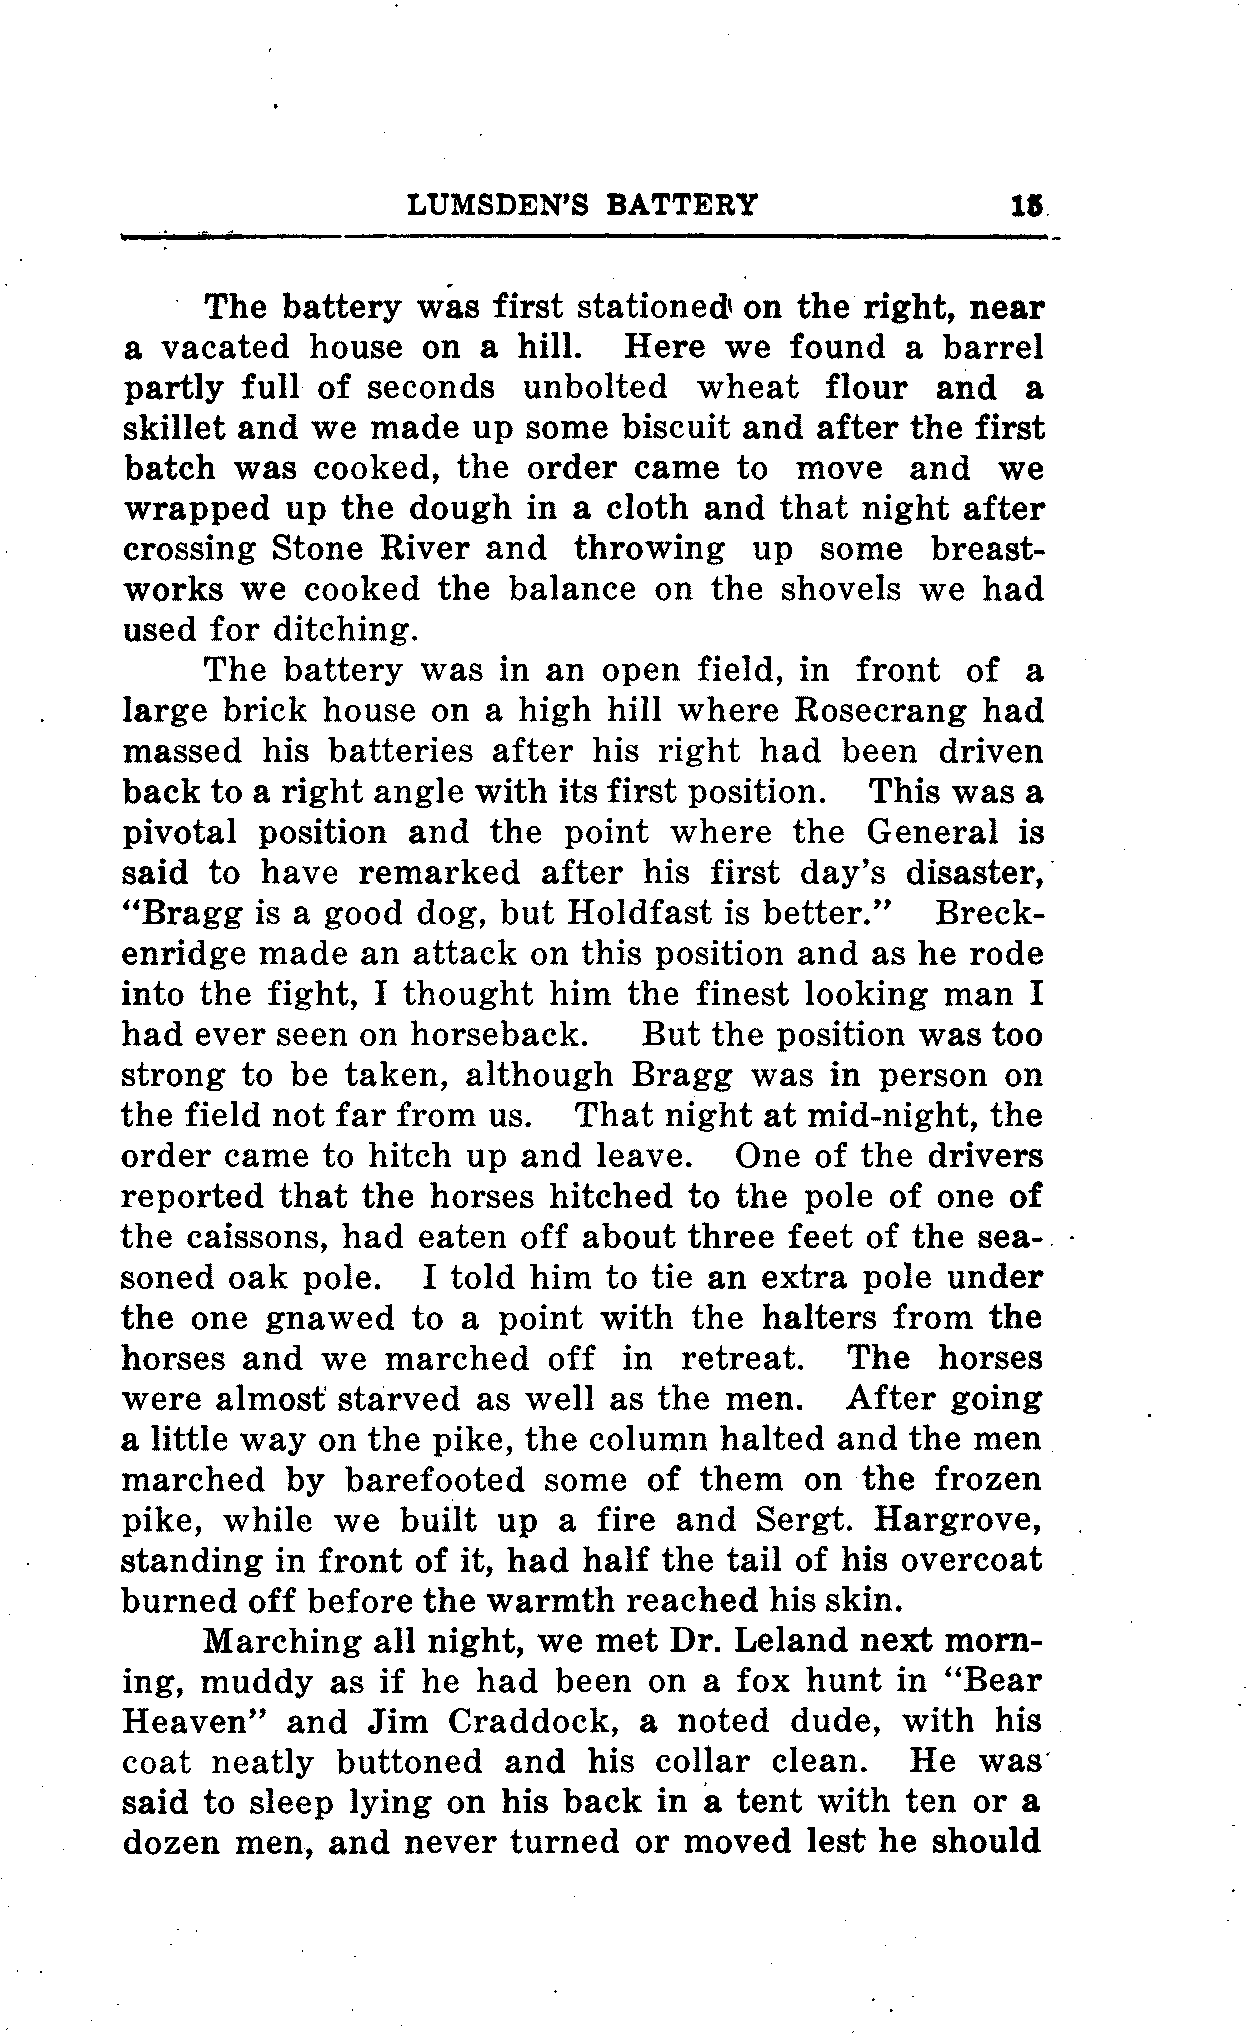 LUMSDEN'S BATTERY 15
The battery was first stationed on the right, near
a vacated house on a hill. Here we found a barrel
partly full of seconds unbolted wheat flour and a
skillet and we made up some biscuit and after the first
batch was cooked, the order came to move and we
wrapped up the dough in a cloth and that night after
crossing Stone River and throwing up some breast-
works we cooked the balance on the shovels we had
used for ditching.
The battery was in an open field, in front of a
large brick house on a high hill where Rosecrang had
massed his batteries after his right had been driven
back to a right angle with its first position. This was a
pivotal position and the point where the General is
said to have remarked after his first day's disaster,
"Bragg is a good dog, but Holdfast is better." Breck-
enridge made an attack on this position and as he rode
into the fight, I thought him the finest looking man I
had ever seen on horseback. But the position was too
strong to be taken, although Bragg was in person on
the field not far from us. That night at mid-night, the
order came to hitch up and leave. One of the drivers
reported that the horses hitched to the pole of one of
the caissons, had eaten off about three feet of the sea-
soned oak pole. I told him to tie an extra pole under
the one gnawed to a point with the halters from the
horses and we marched off in retreat. The horses
were almost starved as well as the men. After going
a little way on the pike, the column halted and the men
marched by barefooted some of them on the frozen
pike, while we built up a fire and Sergt. Hargrove,
standing in front of it, had half the tail of his overcoat
burned off before the warmth reached his skin.
Marching all night, we met Dr. Leland next morn-
ing, muddy as if he had been on a fox hunt in "Bear
Heaven" and Jim Craddock, a noted dude, with his
coat neatly buttoned and his collar clean. He was
said to sleep lying on his back in a tent with ten or a
dozen men, and never turned or moved lest he should